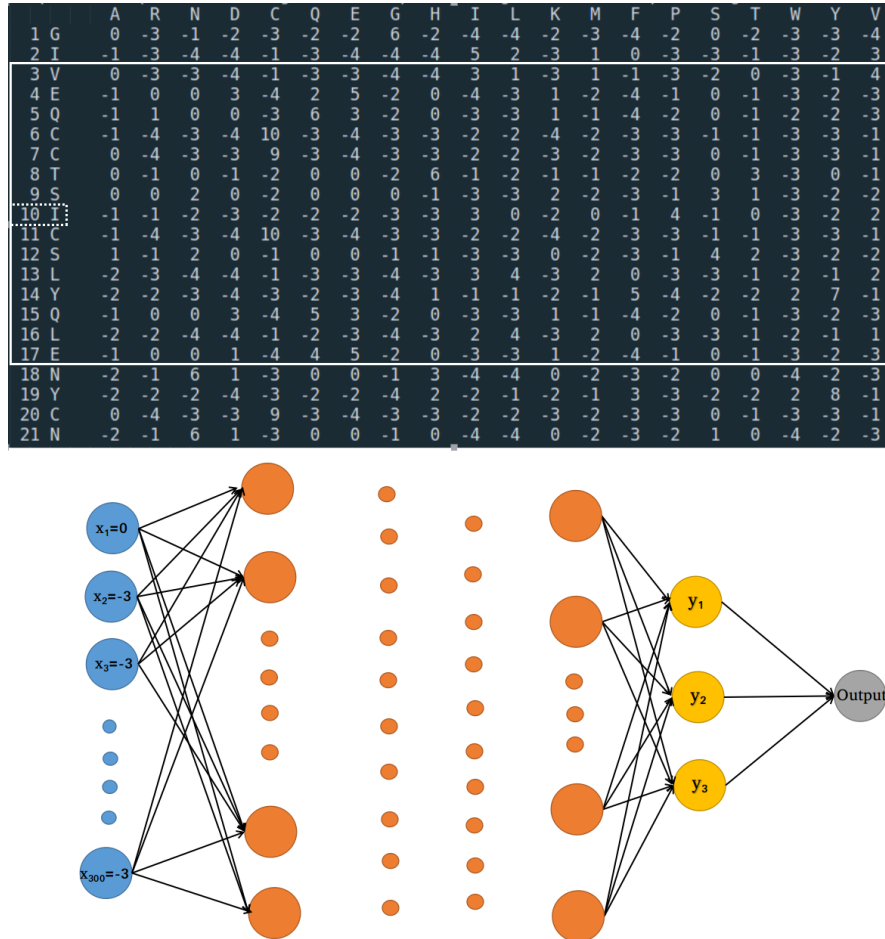 A R N D C Q E G H I L K M F P S T W Y V
1 G 0 -3 -1 -2 -3 -2 -2 6 -2 -4 -4 -2 -3 -4 -2 0 -2 -3 -3 -4
2 I -1 -3 -4 -4 -1 -3 -4 -4 -4 5 2 -3 1 0 -3 -3 -1 -3 -2 3
3 V 0 -3 -3 -4 -1 -3 -3 -4 -4 3 1 -3 1 -1 -3 -2 0 -3 -1 4
4 E -1 0 0 3 -4 2 5 -2 0 -4 -3 1 -2 -4 -1 0 -1 -3 -2 -3
5 Q -1 1 0 0 -3 6 3 -2 0 -3 -3 1 -1 -4 -2 0 -1 -2 -2 -3
6 C -1 -4 -3 -4 10 -3 -4 -3 -3 -2 -2 -4 -2 -3 -3 -1 -1 -3 -3 -1
7 C 0 -4 -3 -3 9 -3 -4 -3 -3 -2 -2 -3 -2 -3 -3 0 -1 -3 -3 -1
8 T 0 -1 0 -1 -2 0 0 -2 6 -1 -2 -1 -1 -2 -2 0 3 -3 0 -1
9 S 0 0 2 0 -2 0 0 0 -1 -3 -3 2 -2 -3 -1 3 1 -3 -2 -2
10 I -1 -1 -2 -3 -2 -2 -2 -3 -3 3 0 -2 0 -1 4 -1 0 -3 -2 2
11 C -1 -4 -3 -4 10 -3 -4 -3 -3 -2 -2 -4 -2 -3 -3 -1 -1 -3 -3 -1
12 S 1 -1 2 0 -1 0 0 -1 -1 -3 -3 0 -2 -3 -1 4 2 -3 -2 -2
13 L -2 -3 -4 -4 -1 -3 -3 -4 -3 3 4 -3 2 0 -3 -3 -1 -2 -1 2
14 Y -2 -2 -3 -4 -3 -2 -3 -4 1 -1 -1 -2 -1 5 -4 -2 -2 2 7 -1
15 Q -1 0 0 3 -4 5 3 -2 0 -3 -3 1 -1 -4 -2 0 -1 -3 -2 -3
16 L -2 -2 -4 -4 -1 -2 -3 -4 -3 2 4 -3 2 0 -3 -3 -1 -2 -1 1
17 E -1 0 0 1 -4 4 5 -2 0 -3 -3 1 -2 -4 -1 0 -1 -3 -2 -3
18 N -2 -1 6 1 -3 0 0 -1 3 -4 -4 0 -2 -3 -2 0 0 -4 -2 -3
19 Y -2 -2 -2 -4 -3 -2 -2 -4 2 -2 -1 -2 -1 3 -3 -2 -2 2 8 -1
20 C 0 -4 -3 -3 9 -3 -4 -3 -3 -2 -2 -3 -2 -3 -3 0 -1 -3 -3 -1
21 N -2 -1 6 1 -3 0 0 -1 0 -4 -4 0 -2 -3 -2 1 0 -4 -2 -3
x₁=0
x₂=-3
x₃=-3
x₃₀₀=-3
y₁
y₂
y₃
Output